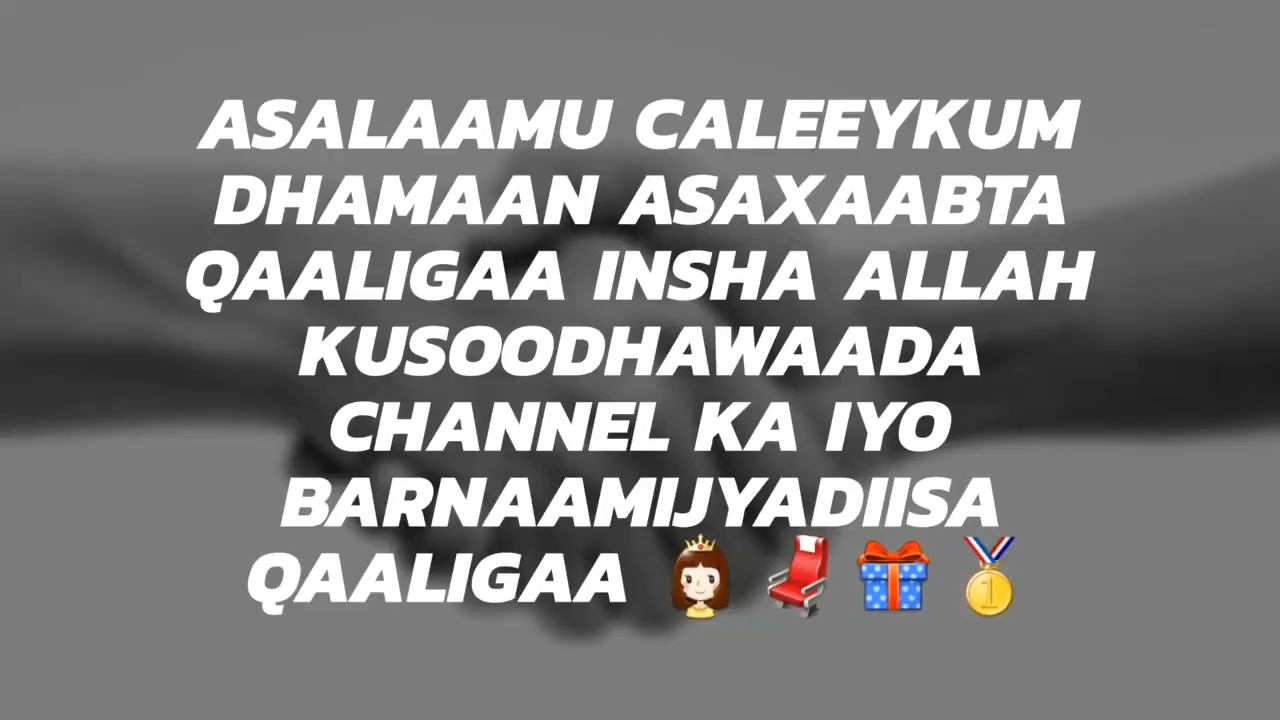 ASALAAMU CALEEYKUM
DHAMAAN ASAXAABTA
QAALIGAA INSHA ALLAH
KUSOODHAWAADA
CHANNEL KA IYO
BARNAAMIJYADIISA
QAALIGAA 👸 💺 🎁 🥇